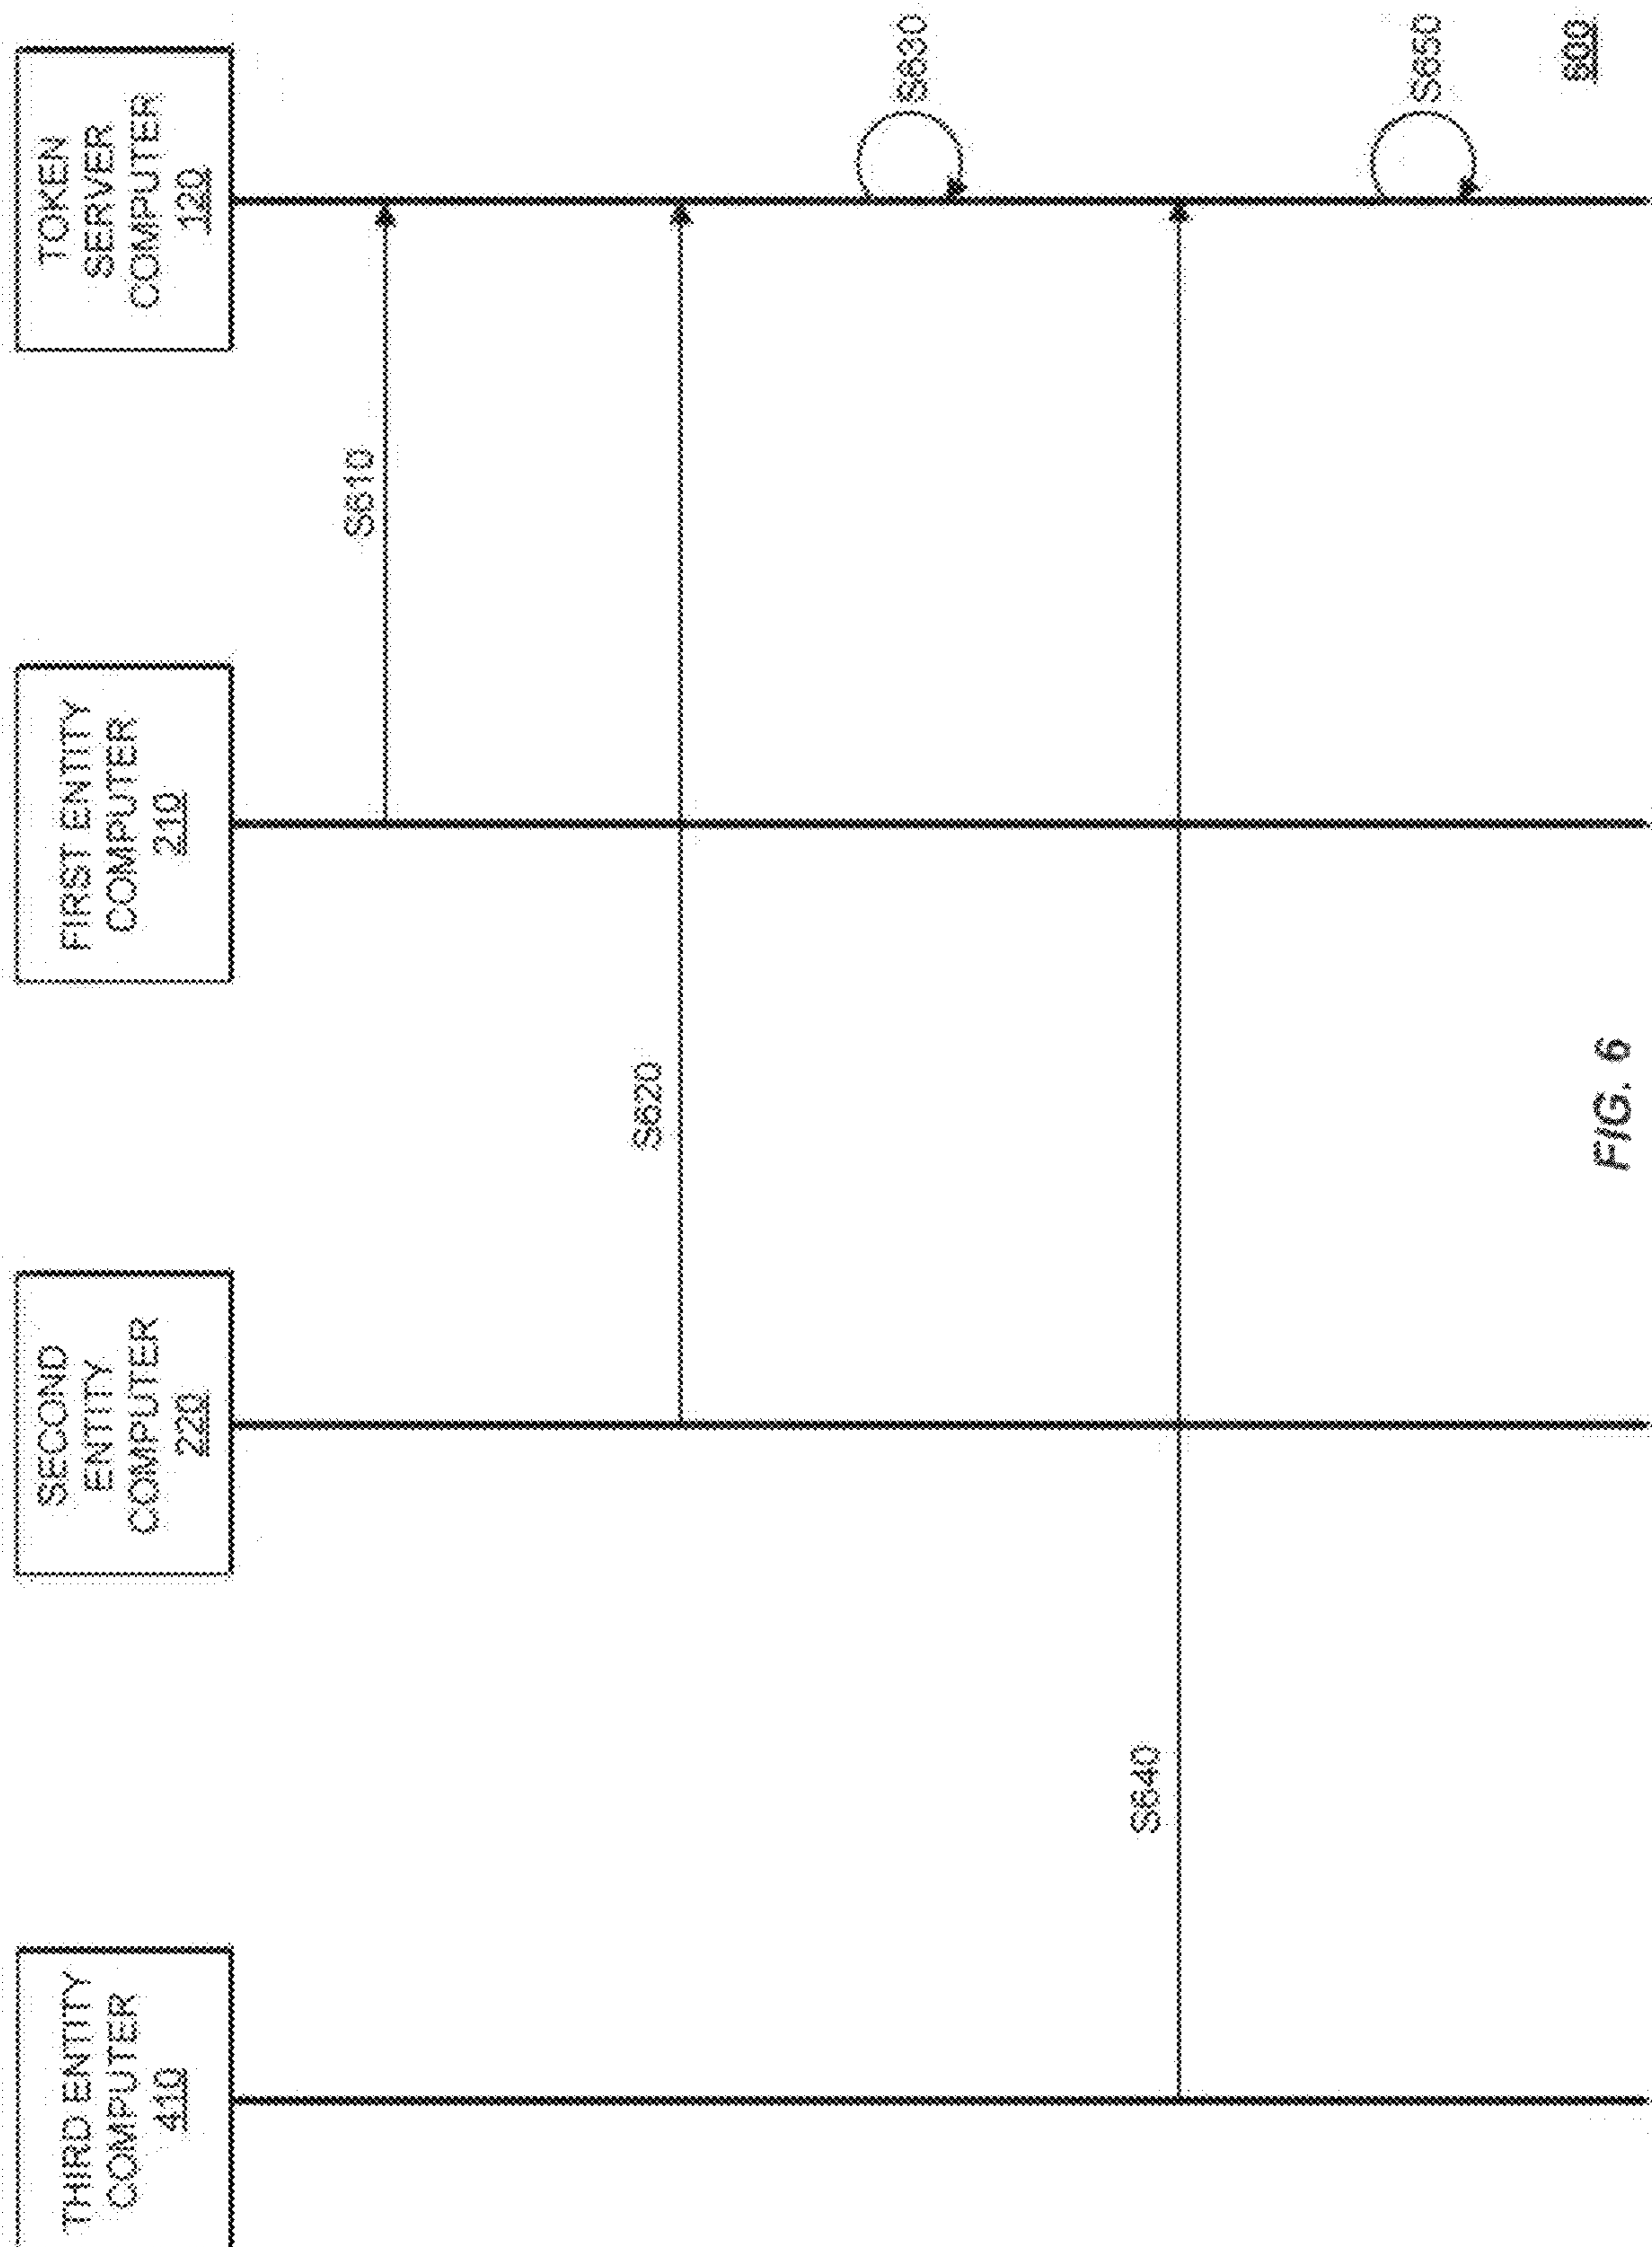 THIRD ENTITY
COMPUTER
410
SECOND
ENTITY
COMPUTER
220
FIRST ENTITY
COMPUTER
210
TOKEN
SERVER
COMPUTER
120
S610
S620
S630
S640
S650
FIG. 6